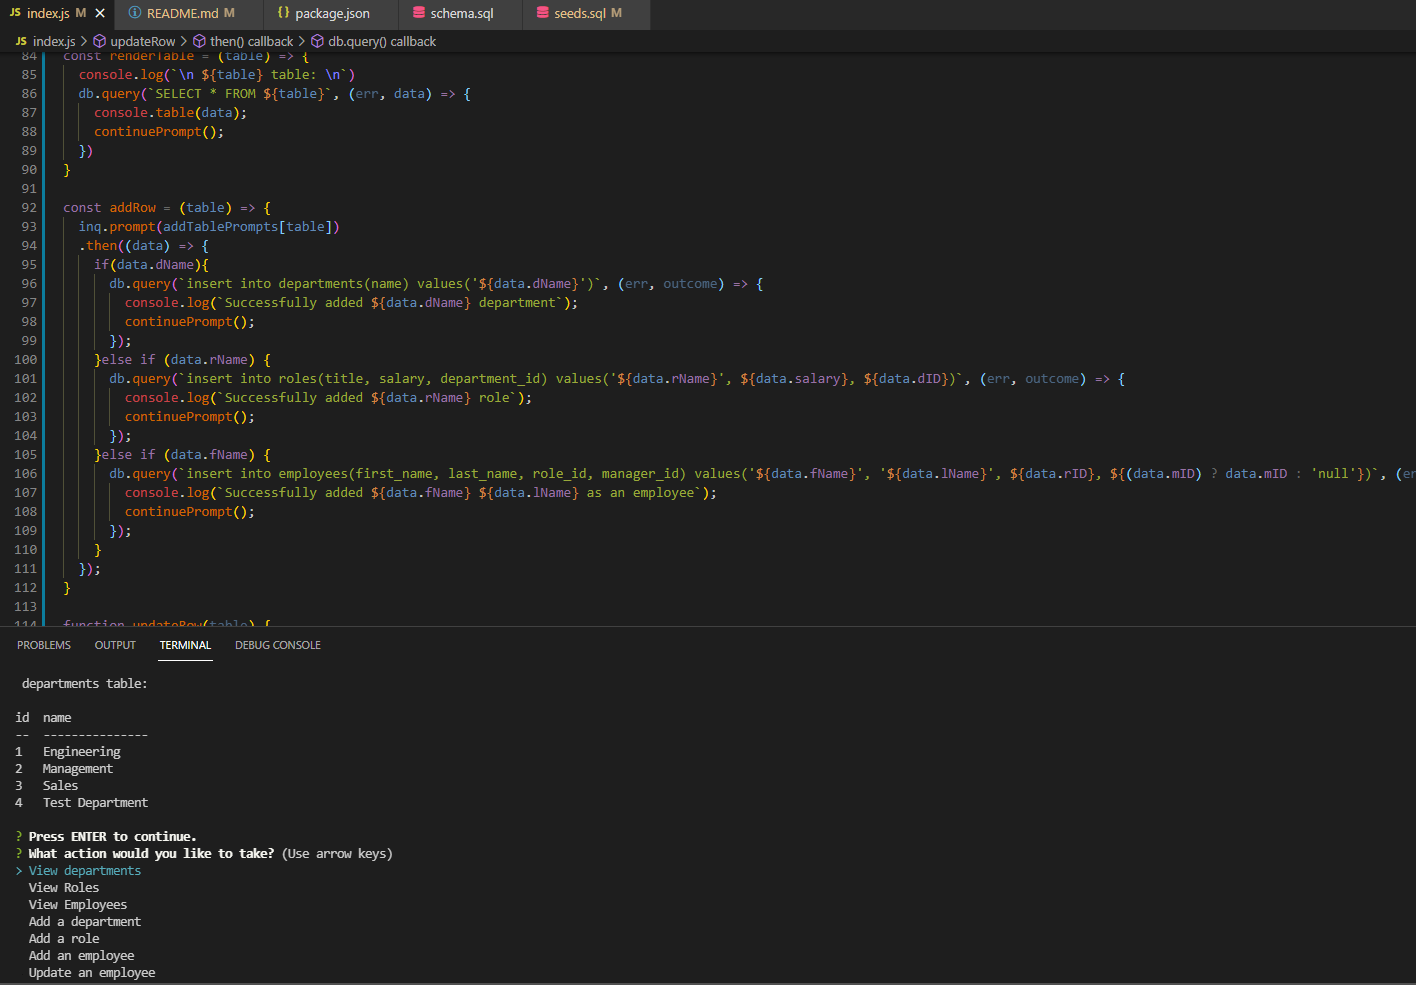 JS index.js M ×
README.md M
{} package.json
schema.sql
seeds.sql M
JS index.js > updateRow > then() callback > db.query() callback
84 const renderTable = (table) => {
85 console.log(`\n ${table} table: \n`)
86 db.query(`SELECT * FROM ${table}`, (err, data) => {
87 console.table(data);
88 continuePrompt();
89 })
90 }
91
92 const addRow = (table) => {
93 inq.prompt(addTablePrompts[table])
94 .then((data) => {
95 if(data.dName){
96 db.query(`insert into departments(name) values('${data.dName}')`, (err, outcome) => {
97 console.log(`Successfully added ${data.dName} department`);
98 continuePrompt();
99 });
100 }else if (data.rName) {
101 db.query(`insert into roles(title, salary, department_id) values('${data.rName}', ${data.salary}, ${data.dID})`, (err, outcome) => {
102 console.log(`Successfully added ${data.rName} role`);
103 continuePrompt();
104 });
105 }else if (data.fName) {
106 db.query(`insert into employees(first_name, last_name, role_id, manager_id) values('${data.fName}', '${data.lName}', ${data.rID}, ${(data.mID) ? data.mID : 'null'})`, (er
107 console.log(`Successfully added ${data.fName} ${data.lName} as an employee`);
108 continuePrompt();
109 });
110 }
111 });
112 }
113
114 function updateRow(table) {
PROBLEMS OUTPUT TERMINAL DEBUG CONSOLE
departments table:
id name
-- ---------------
1 Engineering
2 Management
3 Sales
4 Test Department
? Press ENTER to continue.
? What action would you like to take? (Use arrow keys)
> View departments
View Roles
View Employees
Add a department
Add a role
Add an employee
Update an employee